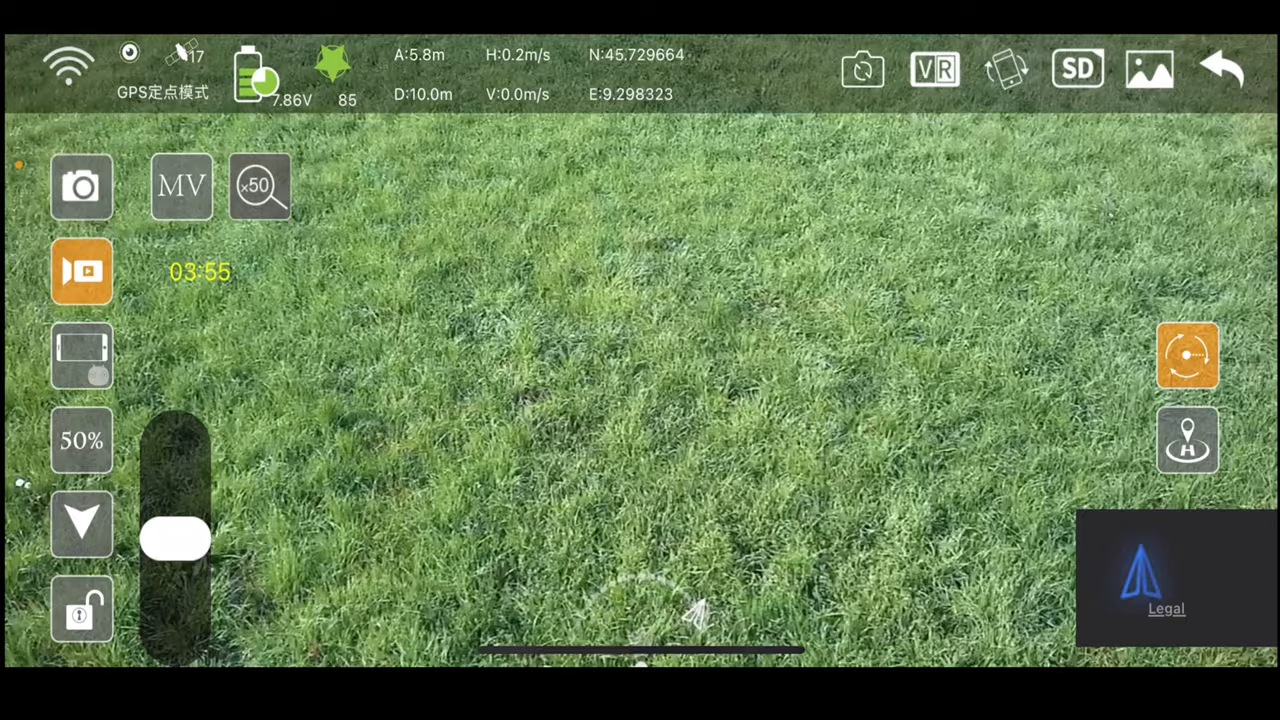 17
GPS定点模式
7.86V
85
A:5.8m
H:0.2m/s
N:45.729664
D:10.0m
V:0.0m/s
E:9.298323
VR
SD
MV
×50
03:55
50%
H
Legal